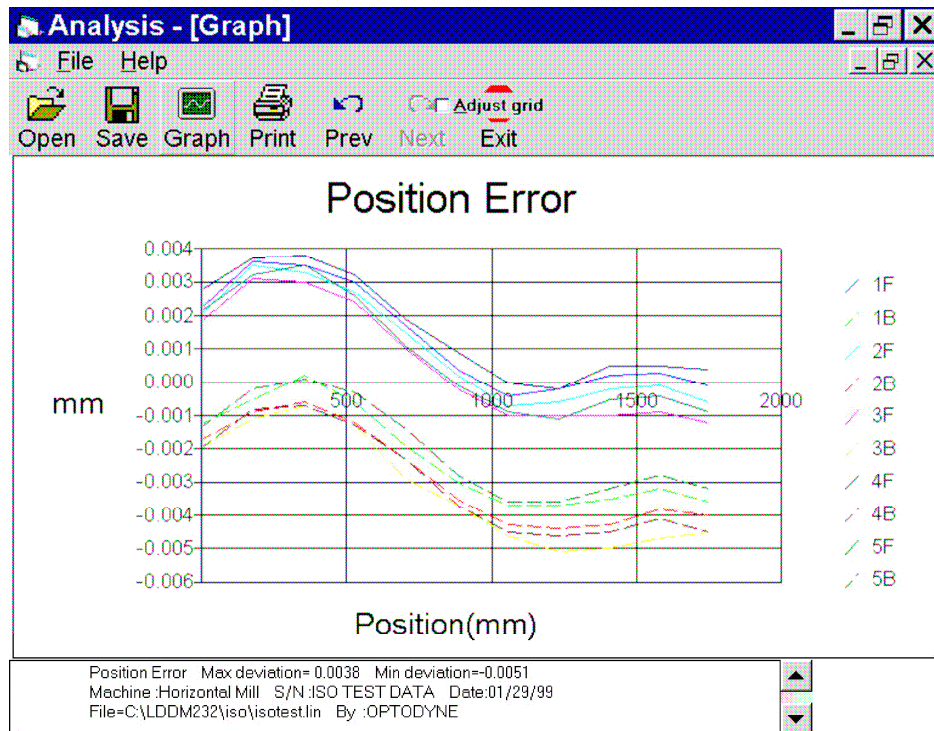 Analysis - [Graph]
File Help
Open Save Graph Print Prev Next Adjust grid Exit
Position Error
0.004
0.003
0.002
0.001
0.000
-0.001
-0.002
-0.003
-0.004
-0.005
-0.006
mm
500 1000 1500 2000
Position(mm)
1F
1B
2F
2B
3F
3B
4F
4B
5F
5B
Position Error Max deviation= 0.0038 Min deviation=-0.0051
Machine :Horizontal Mill S/N :ISO TEST DATA Date:01/29/99
File=C:\LDDM232\iso\isotest.lin By :OPTODYNE